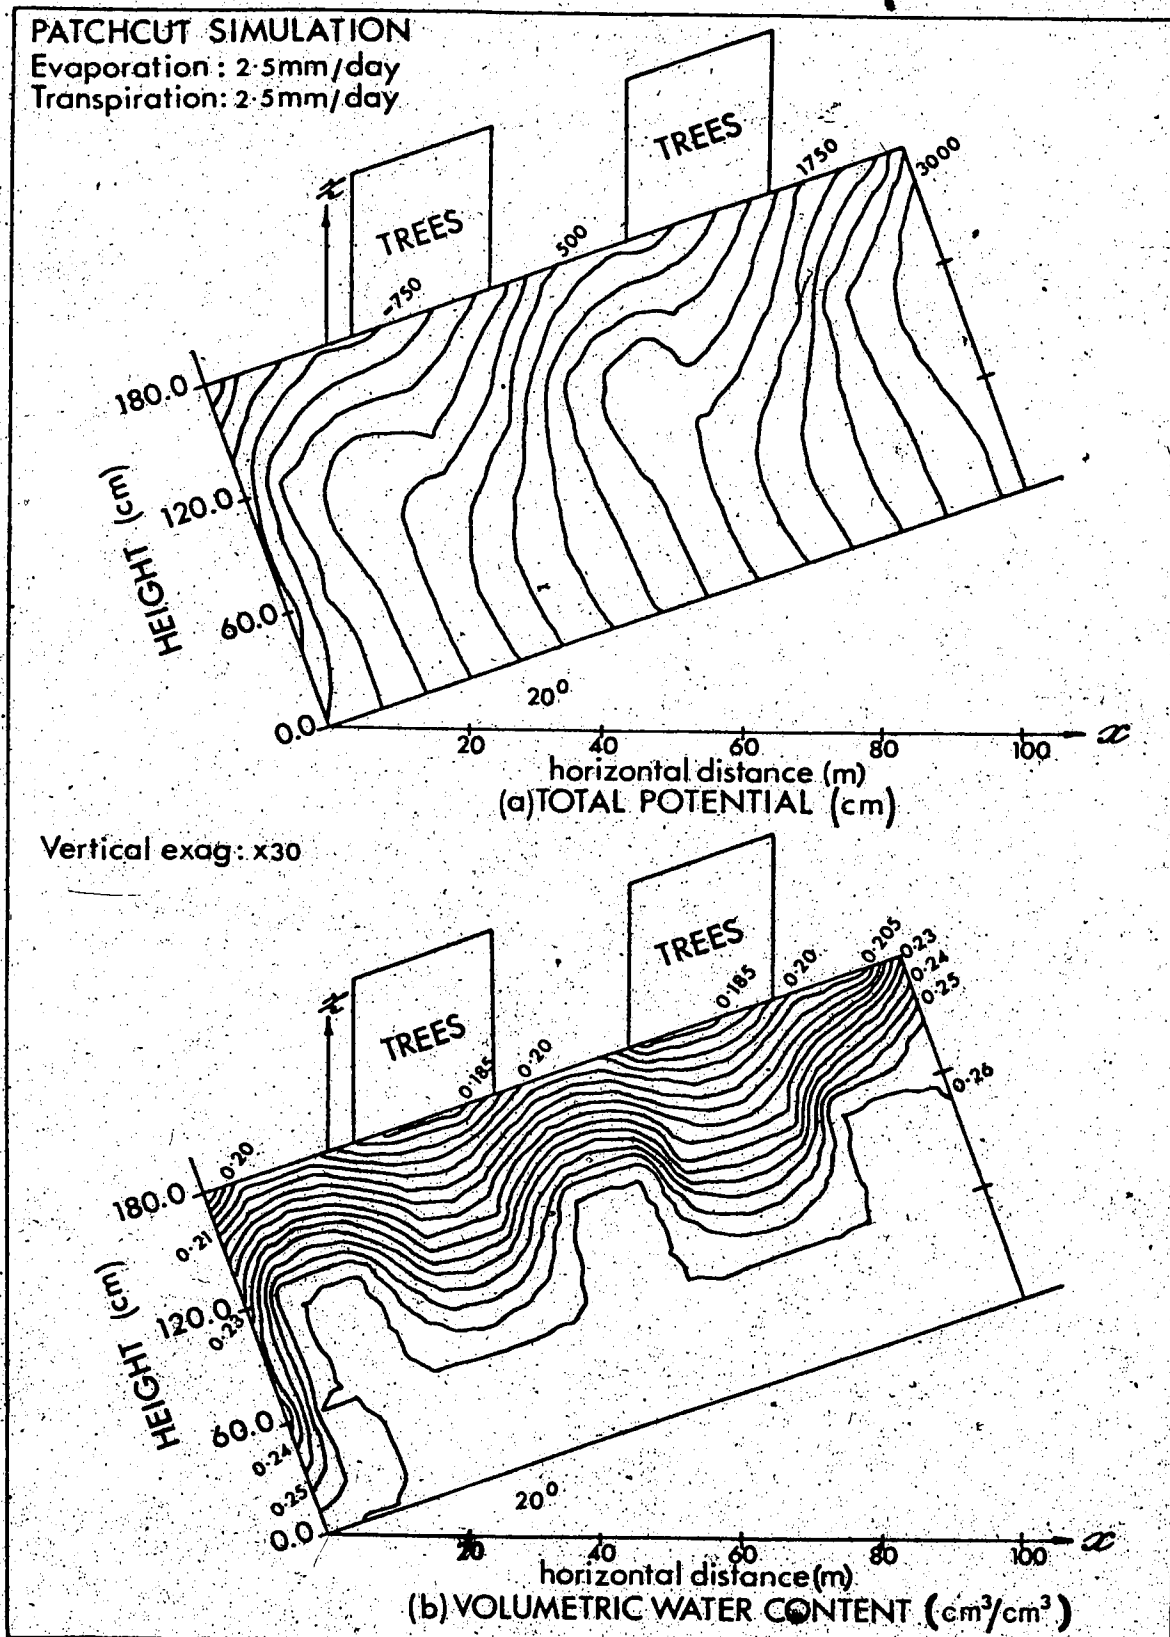 PATCHCUT SIMULATION
Evaporation: 2·5mm/day
Transpiration: 2·5mm/day
TREES
TREES
z
-750
500
1750
3000
180.0
120.0
60.0
0.0
HEIGHT (cm)
20°
20
40
60
80
100
x
horizontal distance (m)
(a) TOTAL POTENTIAL (cm)
Vertical exag: x30
TREES
TREES
z
0·20
0·185
0·20
0·185
0·20
0·205
0·23
0·24
0·25
0·26
180.0
0·21
120.0
0·23
60.0
0·24
0·25
0.0
HEIGHT (cm)
20°
20
40
60
80
100
x
horizontal distance (m)
(b) VOLUMETRIC WATER CONTENT (cm³/cm³)